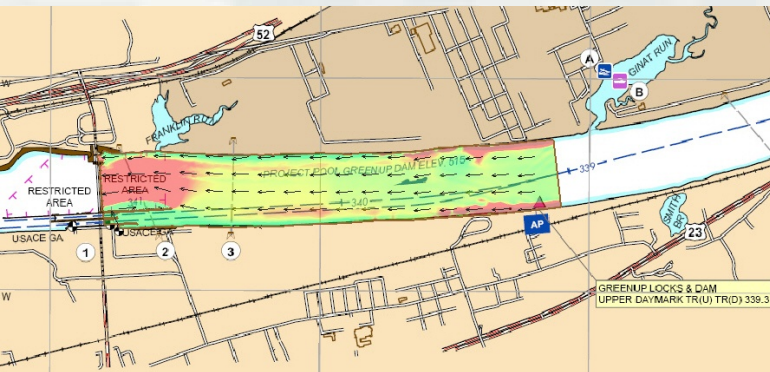 52
A
GINAT RUN
B
FRANKLIN RUN
PROJECT POOL GREENUP DAM ELEV. 515
339
W
RESTRICTED
AREA
RESTRICTED
AREA
341
340
SMITH
BR
23
USACE GA
USACE GA
1
2
3
AP
W
GREENUP LOCKS & DAM
UPPER DAYMARK TR(U) TR(D) 339.3